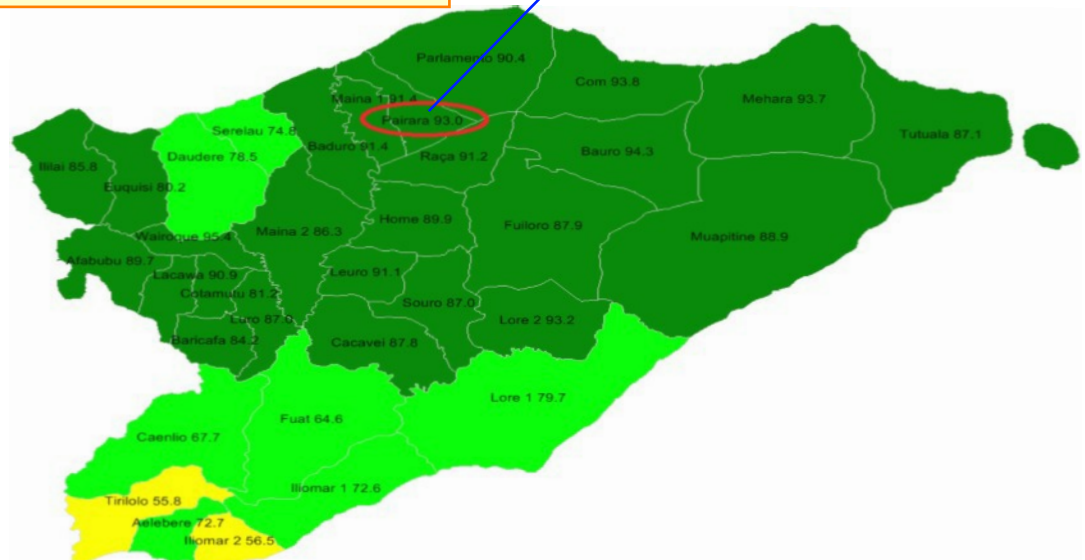 Parlamento 90.4
Com 93.8
Mehara 93.7
Maina 1 91.4
Pairara 93.0
Serelau 74.8
Tutuala 87.1
Baduro 91.4
Raça 91.2
Bauro 94.3
Daudere 78.5
Ililai 85.8
Euquisi 80.2
Home 89.9
Fuiloro 87.9
Maina 2 86.3
Wairoque 95.4
Muapitine 88.9
Afabubu 89.7
Lacawa 90.9
Leuro 91.1
Cotamutu 81.2
Souro 87.0
Luro 87.0
Lore 2 93.2
Baricafa 84.2
Cacavei 87.8
Lore 1 79.7
Fuat 64.6
Caenlio 67.7
Iliomar 1 72.6
Tirilolo 55.8
Aelebere 72.7
Iliomar 2 56.5